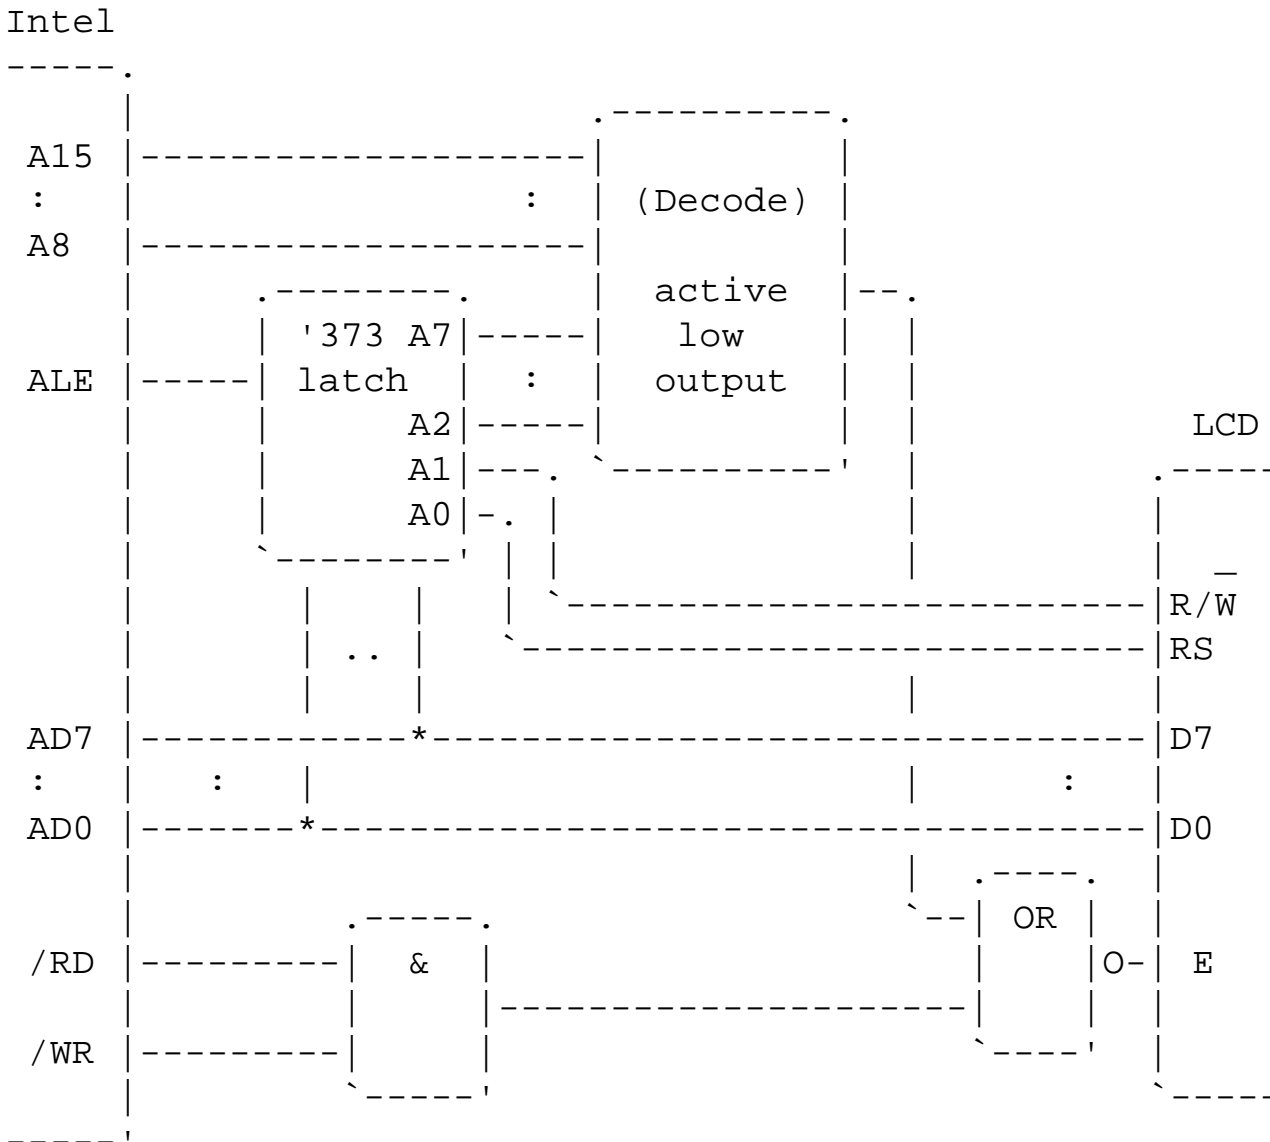 Intel
A15
: : (Decode)
A8
active
'373 A7 low
ALE latch : output
A2 LCD
A1
A0
R/W̅
.. RS
AD7 * D7
: : :
AD0 * D0
OR
/RD & O- E
/WR